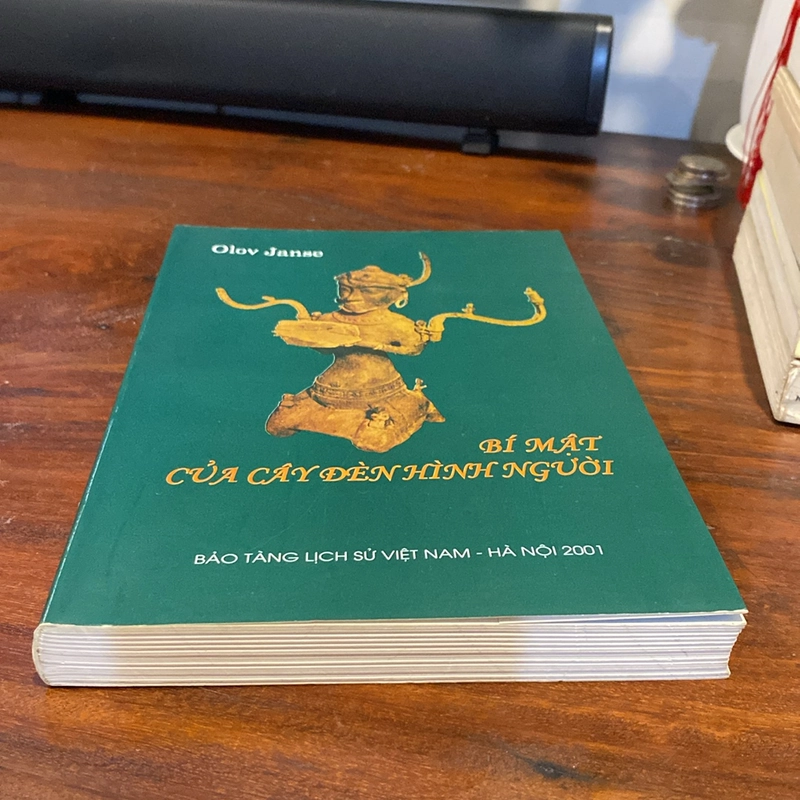 Olov Janse
BÍ MẬT
CỦA CÂY ĐÈN HÌNH NGƯỜI
BẢO TÀNG LỊCH SỬ VIỆT NAM - HÀ NỘI 2001